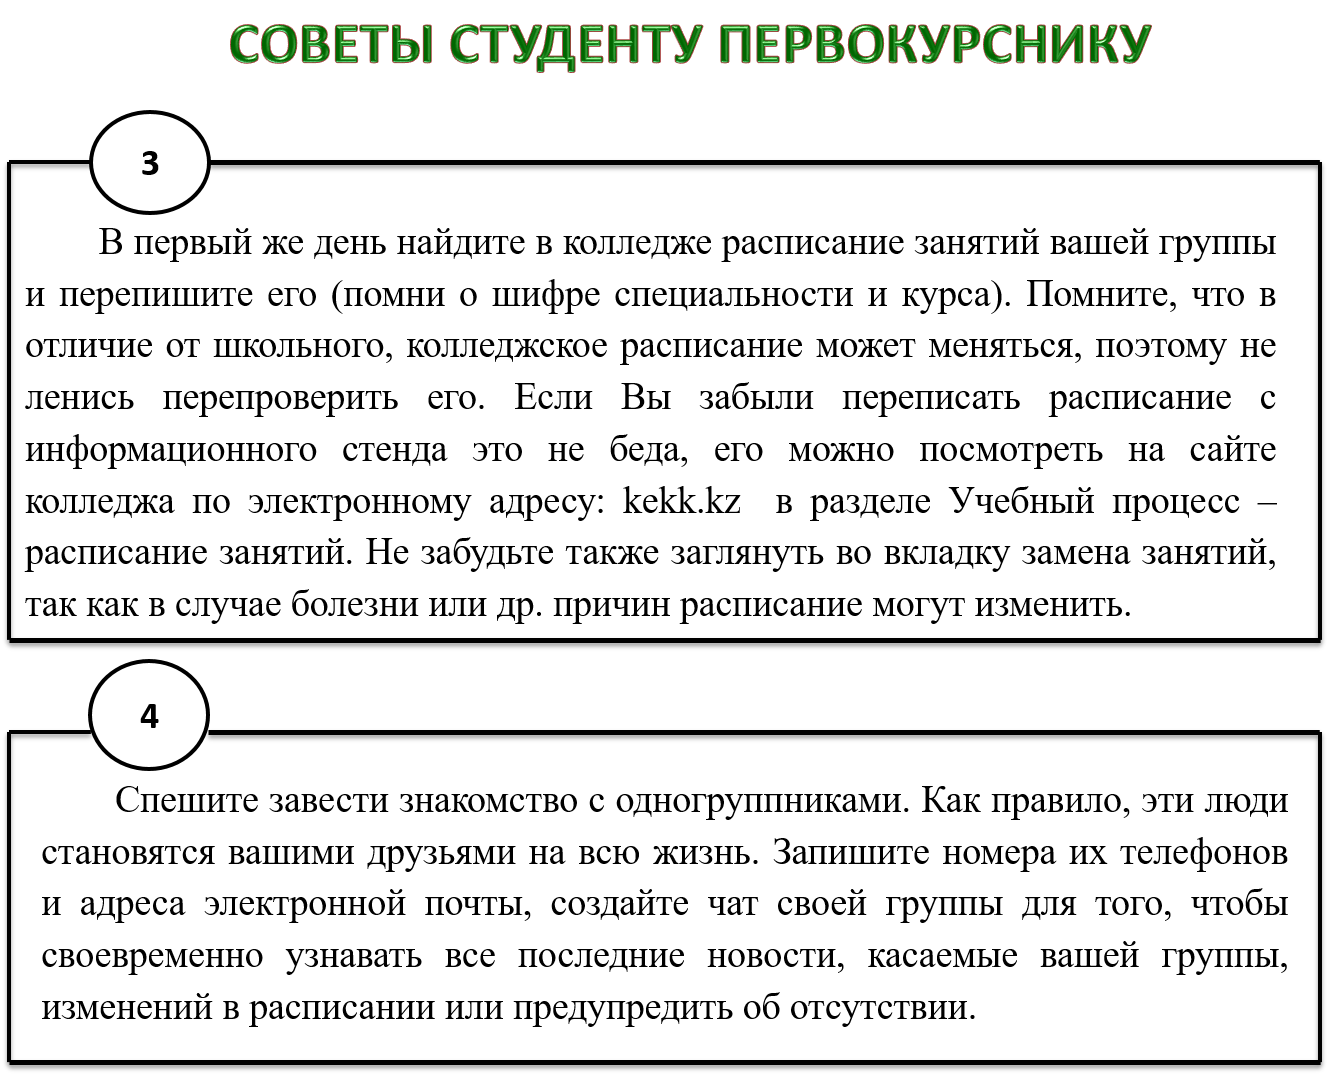 СОВЕТЫ СТУДЕНТУ ПЕРВОКУРСНИКУ
3
В первый же день найдите в колледже расписание занятий вашей группы
и перепишите его (помни о шифре специальности и курса). Помните, что в
отличие от школьного, колледжское расписание может меняться, поэтому не
ленись перепроверить его. Если Вы забыли переписать расписание с
информационного стенда это не беда, его можно посмотреть на сайте
колледжа по электронному адресу: kekk.kz в разделе Учебный процесс –
расписание занятий. Не забудьте также заглянуть во вкладку замена занятий,
так как в случае болезни или др. причин расписание могут изменить.
4
Спешите завести знакомство с одногруппниками. Как правило, эти люди
становятся вашими друзьями на всю жизнь. Запишите номера их телефонов
и адреса электронной почты, создайте чат своей группы для того, чтобы
своевременно узнавать все последние новости, касаемые вашей группы,
изменений в расписании или предупредить об отсутствии.